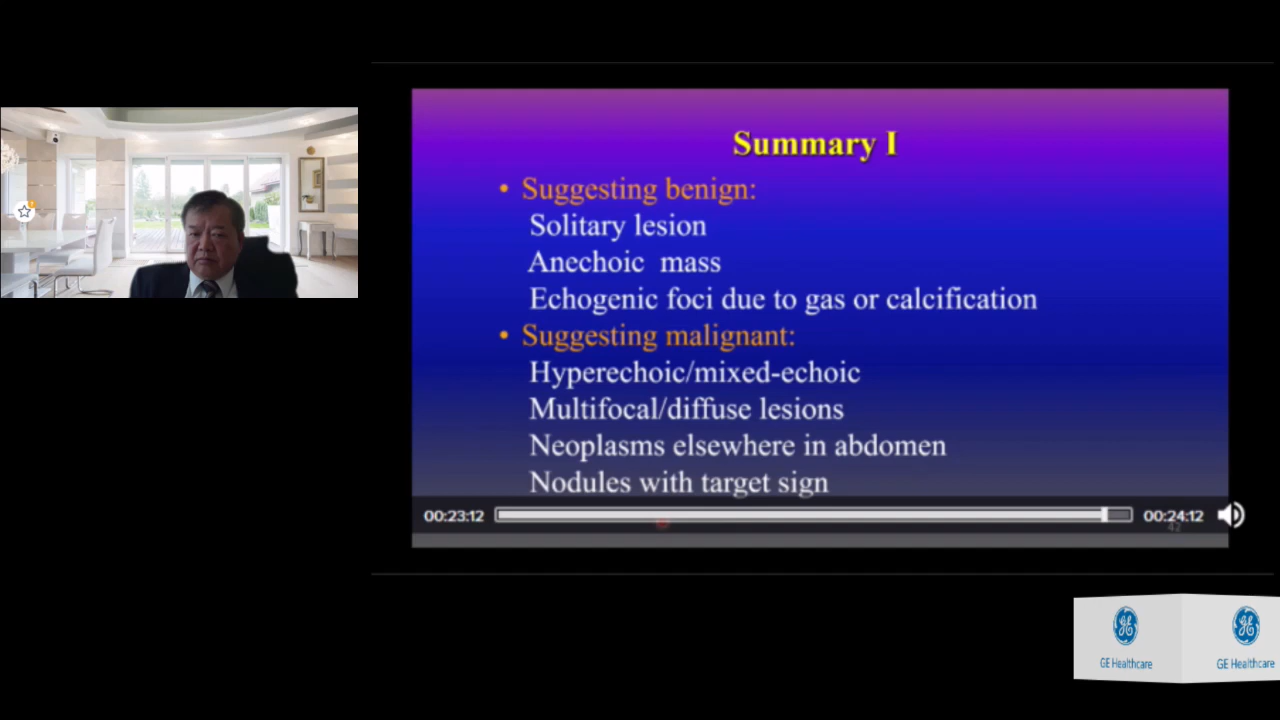 Summary I
• Suggesting benign:
Solitary lesion
Anechoic mass
Echogenic foci due to gas or calcification
• Suggesting malignant:
Hyperechoic/mixed-echoic
Multifocal/diffuse lesions
Neoplasms elsewhere in abdomen
Nodules with target sign
00:23:12
00:24:12
GE Healthcare
GE Healthcare